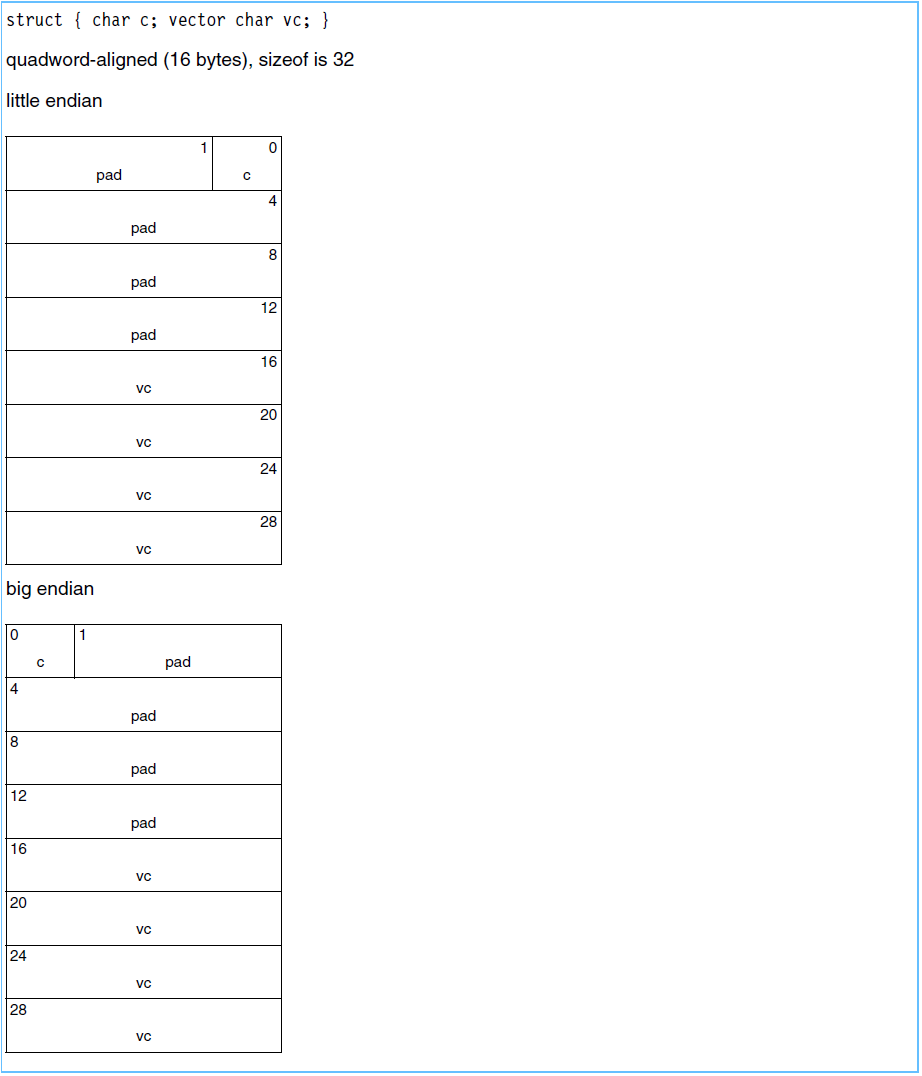 struct { char c; vector char vc; }
quadword-aligned (16 bytes), sizeof is 32
little endian
1 0
pad c
4
pad
8
pad
12
pad
16
vc
20
vc
24
vc
28
vc
big endian
0 1
c pad
4
pad
8
pad
12
pad
16
vc
20
vc
24
vc
28
vc